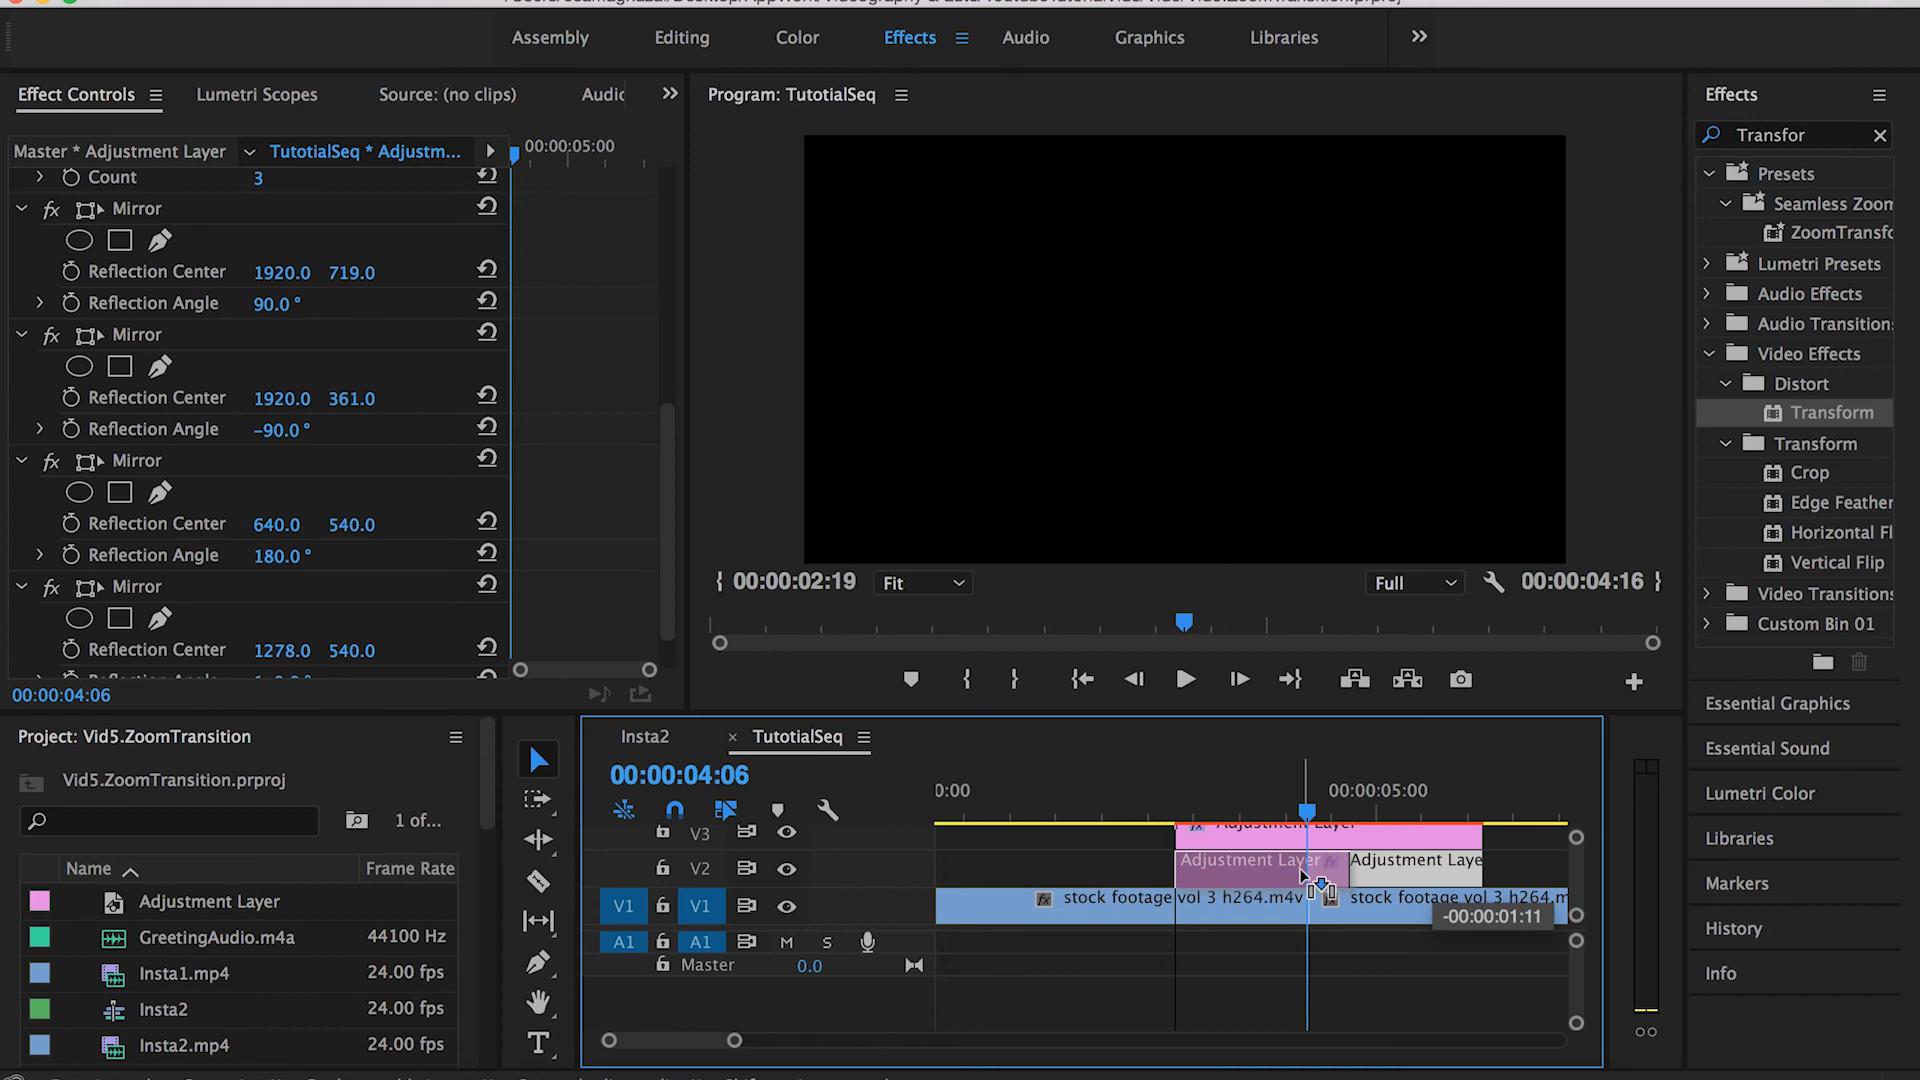 Assembly Editing Color Effects Audio Graphics Libraries
Effect Controls Lumetri Scopes Source: (no clips) Audic
Program: TutotialSeq
Effects
Master * Adjustment Layer TutotialSeq * Adjustm... 00:00:05:00
Transfor
Count 3
Mirror
Reflection Center 1920.0 719.0
Reflection Angle 90.0 °
Mirror
Reflection Center 1920.0 361.0
Reflection Angle -90.0 °
Mirror
Reflection Center 640.0 540.0
Reflection Angle 180.0 °
Mirror
Reflection Center 1278.0 540.0
00:00:04:06
00:00:02:19 Fit Full 00:00:04:16
Presets
Seamless Zoom
ZoomTransfo
Lumetri Presets
Audio Effects
Audio Transition:
Video Effects
Distort
Transform
Transform
Crop
Edge Feather
Horizontal Fl
Vertical Flip
Video Transitions
Custom Bin 01
Essential Graphics
Essential Sound
Lumetri Color
Libraries
Markers
History
Info
Project: Vid5.ZoomTransition
Vid5.ZoomTransition.prproj
1 of...
Name Frame Rate
Adjustment Layer
GreetingAudio.m4a 44100 Hz
Insta1.mp4 24.00 fps
Insta2 24.00 fps
Insta2.mp4 24.00 fps
Insta2 × TutotialSeq
00:00:04:06
0:00 00:00:05:00
V3 Adjustment Layer
V2 Adjustment Layer fx Adjustment Laye
V1 V1 fx stock footage vol 3 h264.m4v fx stock footage vol 3 h264.m
-00:00:01:11
A1 A1 M S
Master 0.0